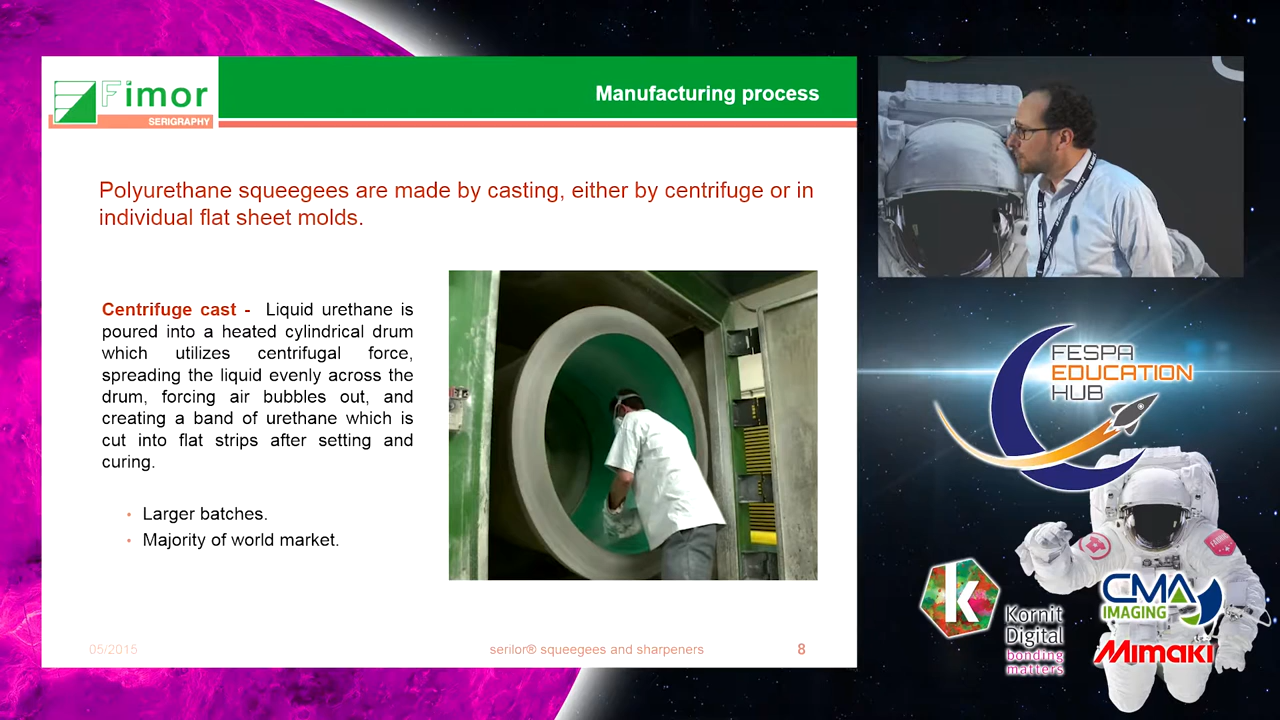 Fimor
SERIGRAPHY
Manufacturing process
Polyurethane squeegees are made by casting, either by centrifuge or in
individual flat sheet molds.
Centrifuge cast - Liquid urethane is
poured into a heated cylindrical drum
which utilizes centrifugal force,
spreading the liquid evenly across the
drum, forcing air bubbles out, and
creating a band of urethane which is
cut into flat strips after setting and
curing.
• Larger batches.
• Majority of world market.
05/2015
serilor® squeegees and sharpeners
8
FESPA
EDUCATION
HUB
k
Kornit
Digital
bonding
matters
CMA
IMAGING
Mimaki